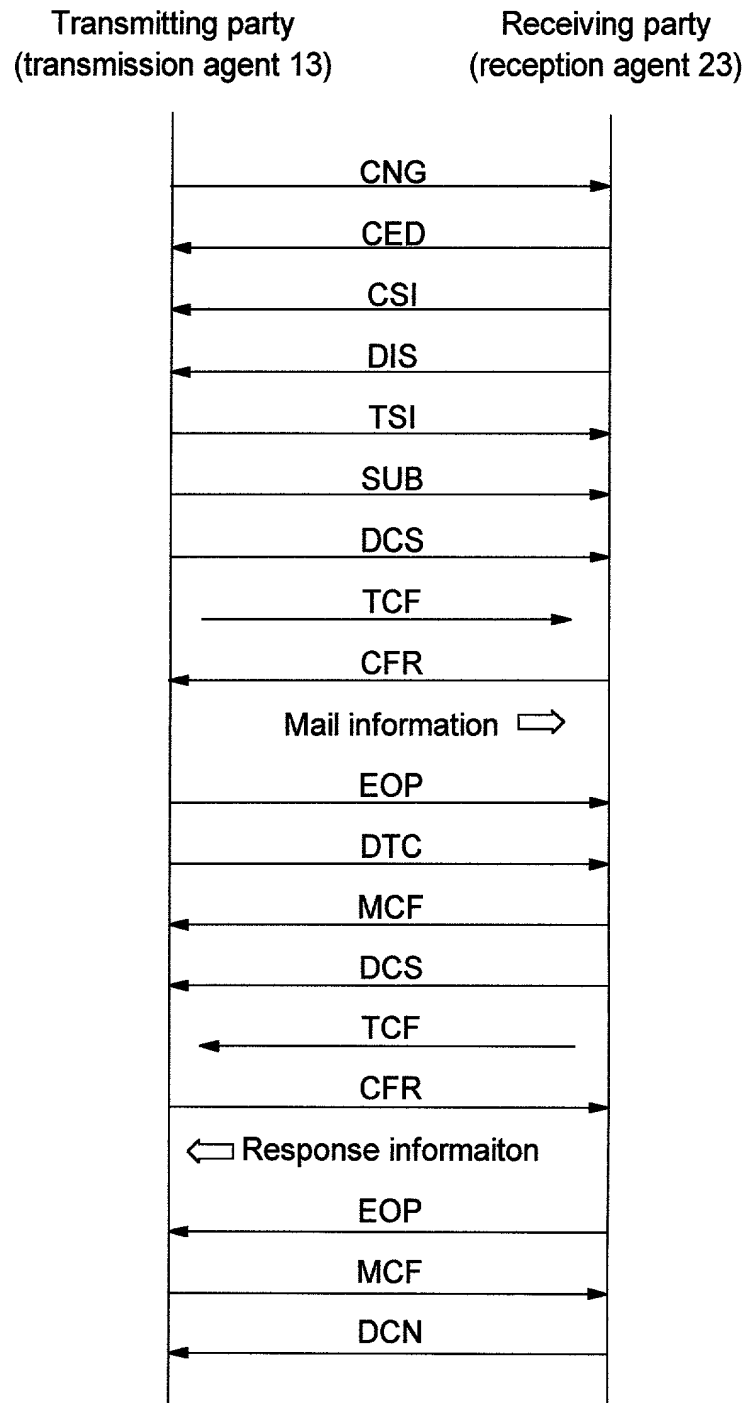 Transmitting party
(transmission agent 13)
Receiving party
(reception agent 23)
CNG
CED
CSI
DIS
TSI
SUB
DCS
TCF
CFR
Mail information
EOP
DTC
MCF
DCS
TCF
CFR
Response informaiton
EOP
MCF
DCN